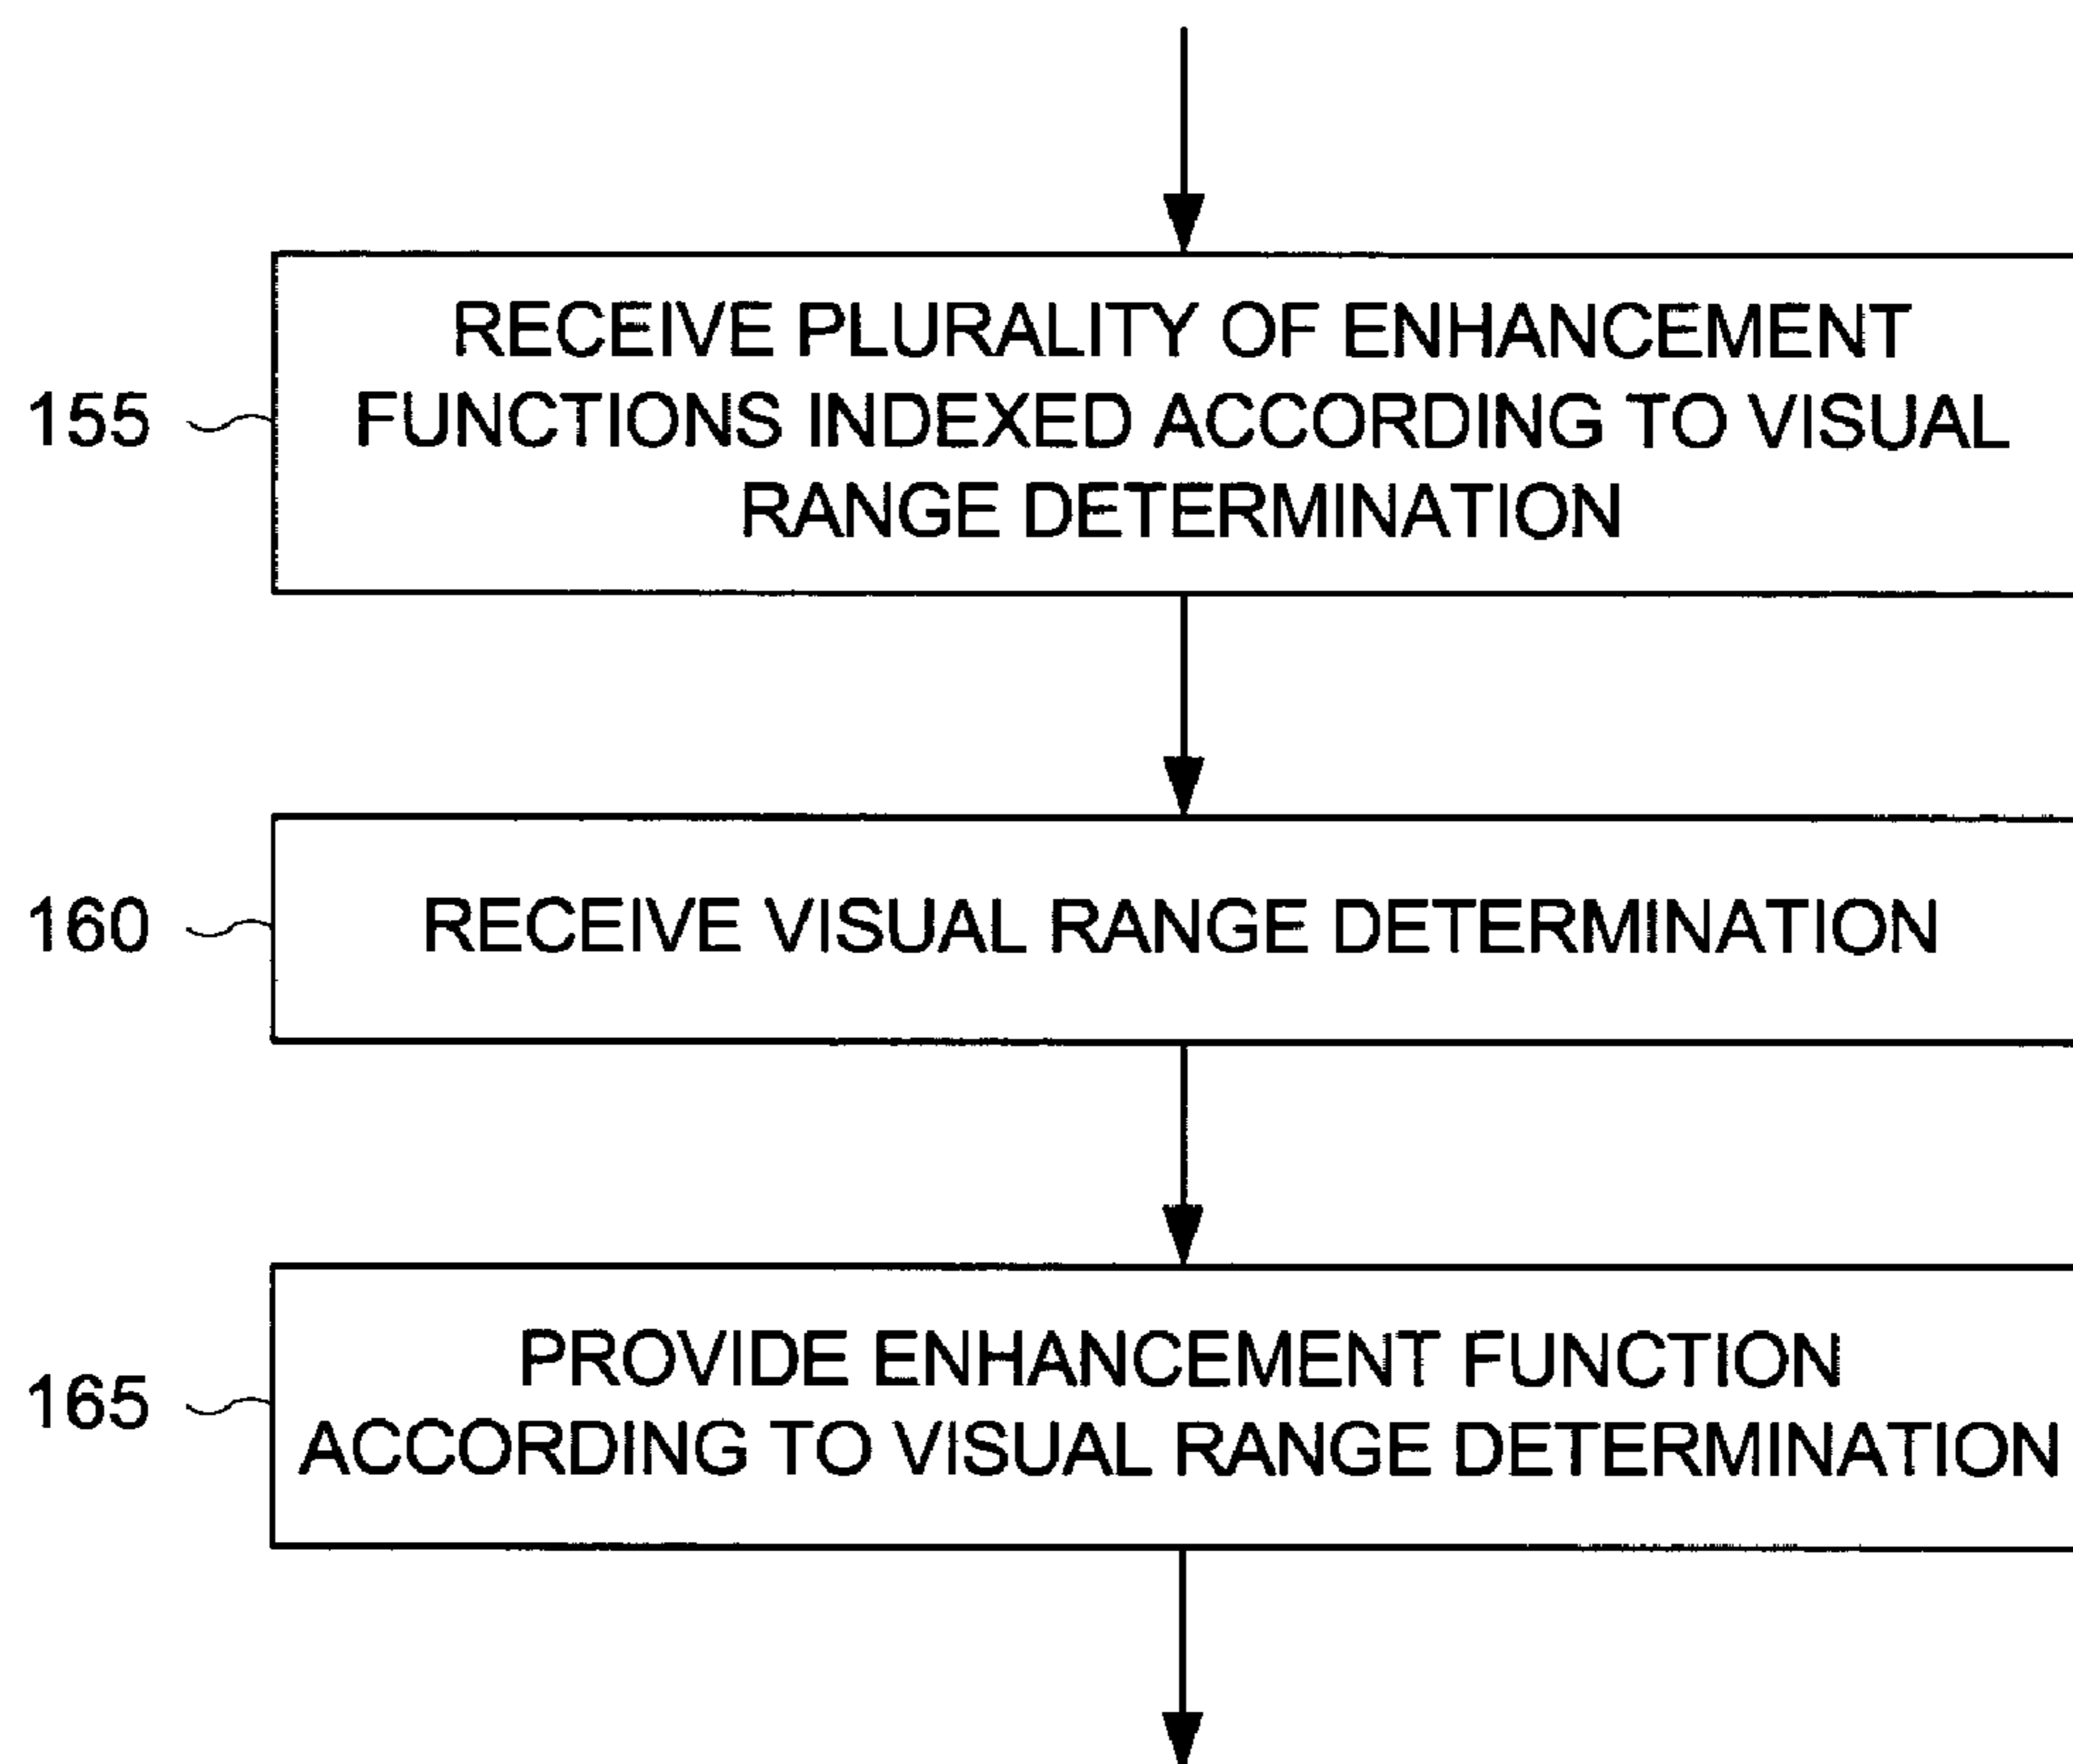 RECEIVE PLURALITY OF ENHANCEMENT
155 FUNCTIONS INDEXED ACCORDING TO VISUAL
RANGE DETERMINATION
160 RECEIVE VISUAL RANGE DETERMINATION
PROVIDE ENHANCEMENT FUNCTION
165
ACCORDING TO VISUAL RANGE DETERMINATION